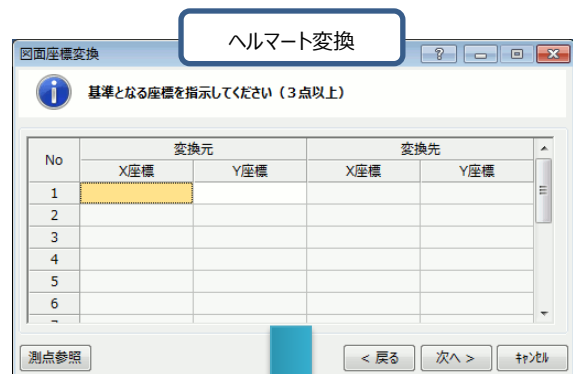 ヘルマート変換
図面座標変換
基準となる座標を指示してください（３点以上）
No 変換元 変換先
X座標 Y座標 X座標 Y座標
1
2
3
4
5
6
測点参照 < 戻る 次へ > ｷｬﾝｾﾙ